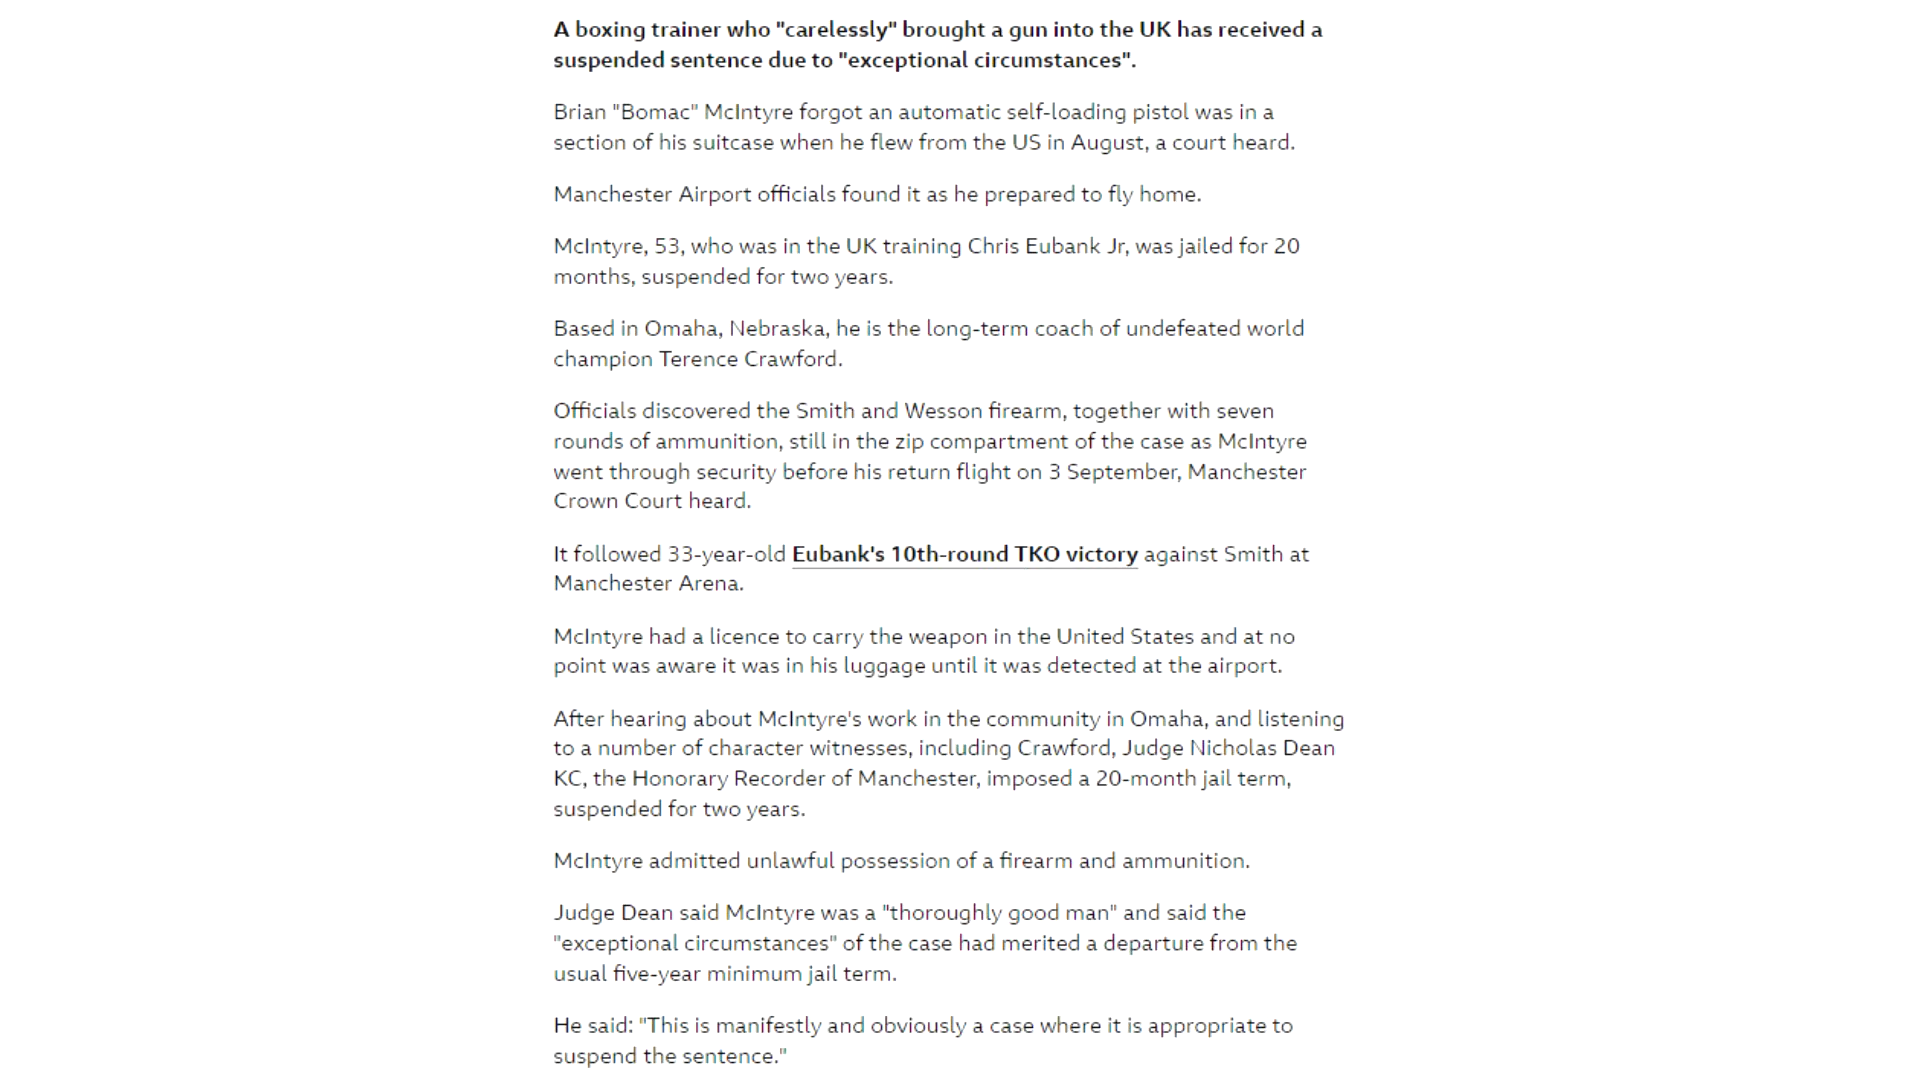 A boxing trainer who "carelessly" brought a gun into the UK has received a
suspended sentence due to "exceptional circumstances".
Brian "Bomac" McIntyre forgot an automatic self-loading pistol was in a
section of his suitcase when he flew from the US in August, a court heard.
Manchester Airport officials found it as he prepared to fly home.
McIntyre, 53, who was in the UK training Chris Eubank Jr, was jailed for 20
months, suspended for two years.
Based in Omaha, Nebraska, he is the long-term coach of undefeated world
champion Terence Crawford.
Officials discovered the Smith and Wesson firearm, together with seven
rounds of ammunition, still in the zip compartment of the case as McIntyre
went through security before his return flight on 3 September, Manchester
Crown Court heard.
It followed 33-year-old Eubank's 10th-round TKO victory against Smith at
Manchester Arena.
McIntyre had a licence to carry the weapon in the United States and at no
point was aware it was in his luggage until it was detected at the airport.
After hearing about McIntyre's work in the community in Omaha, and listening
to a number of character witnesses, including Crawford, Judge Nicholas Dean
KC, the Honorary Recorder of Manchester, imposed a 20-month jail term,
suspended for two years.
McIntyre admitted unlawful possession of a firearm and ammunition.
Judge Dean said McIntyre was a "thoroughly good man" and said the
"exceptional circumstances" of the case had merited a departure from the
usual five-year minimum jail term.
He said: "This is manifestly and obviously a case where it is appropriate to
suspend the sentence."